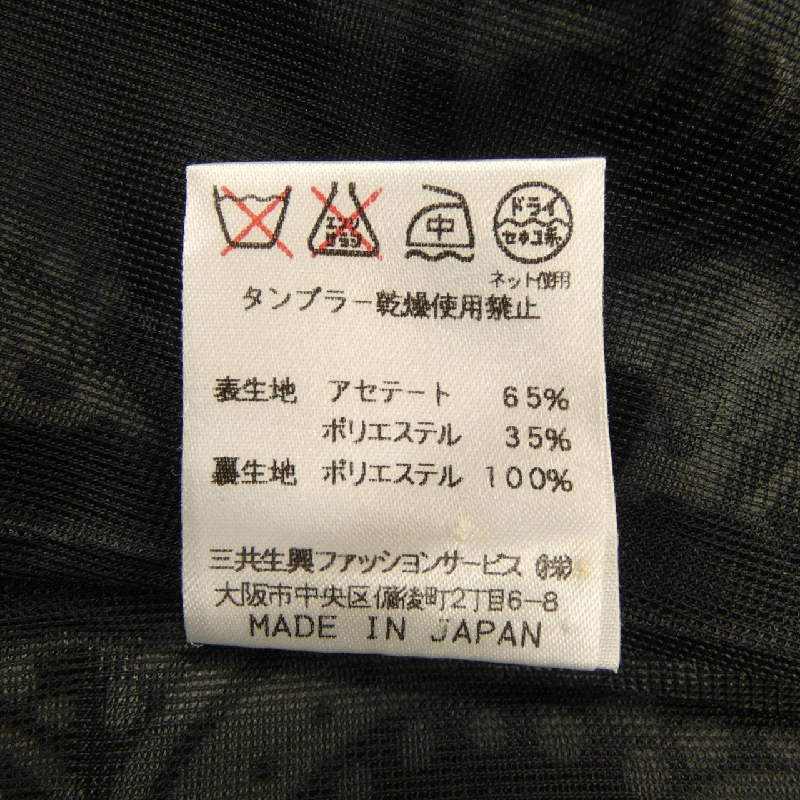 エンソ
サラシ
中
ドライ
セキユ系
ネット使用
タンブラー乾燥使用禁止
表生地 アセテート 65%
ポリエステル 35%
裏生地 ポリエステル 100%
三共生興ファッションサービス ㈱
大阪市中央区備後町2丁目6-8
MADE IN JAPAN